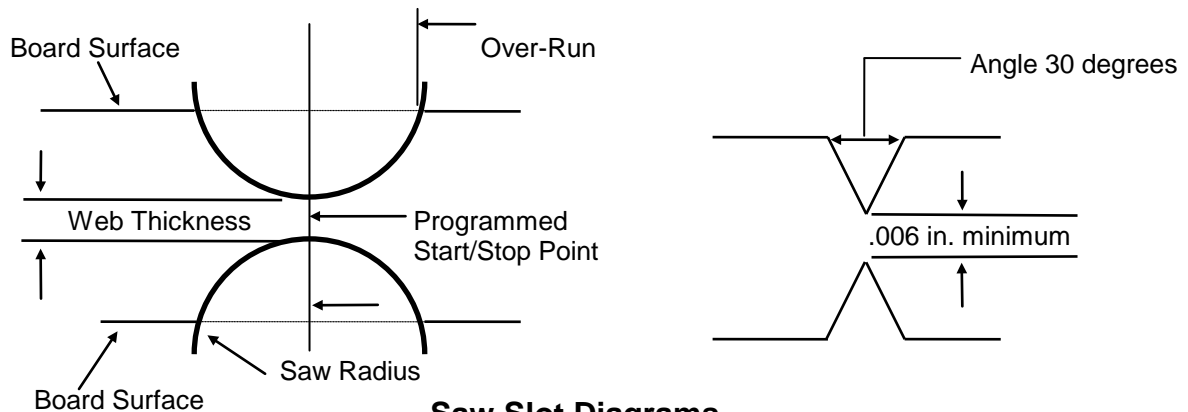 Board Surface
Over-Run
Angle 30 degrees
Web Thickness
Programmed
Start/Stop Point
.006 in. minimum
Saw Radius
Board Surface
Saw Slot Diagrams